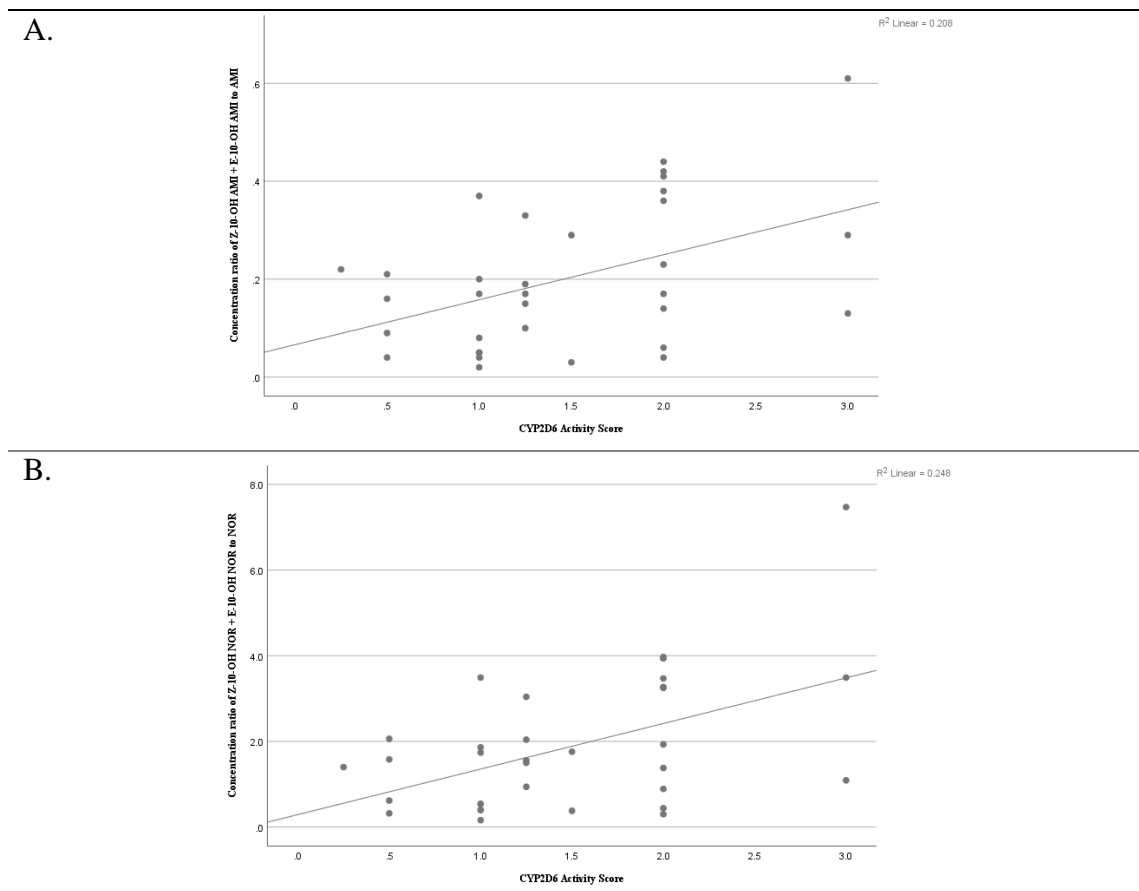 A.
R² Linear = 0.208
Concentration ratio of Z-10-OH AMI + E-10-OH AMI to AMI
.6
.4
.2
.0
.0 .5 1.0 1.5 2.0 2.5 3.0
CYP2D6 Activity Score
B.
R² Linear = 0.248
Concentration ratio of Z-10-OH NOR + E-10-OH NOR to NOR
8.0
6.0
4.0
2.0
.0
.0 .5 1.0 1.5 2.0 2.5 3.0
CYP2D6 Activity Score